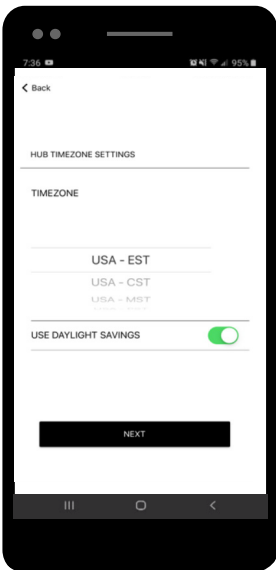 7:36 95%
Back
HUB TIMEZONE SETTINGS
TIMEZONE
USA - EST
USA - CST
USA - MST
USE DAYLIGHT SAVINGS
NEXT